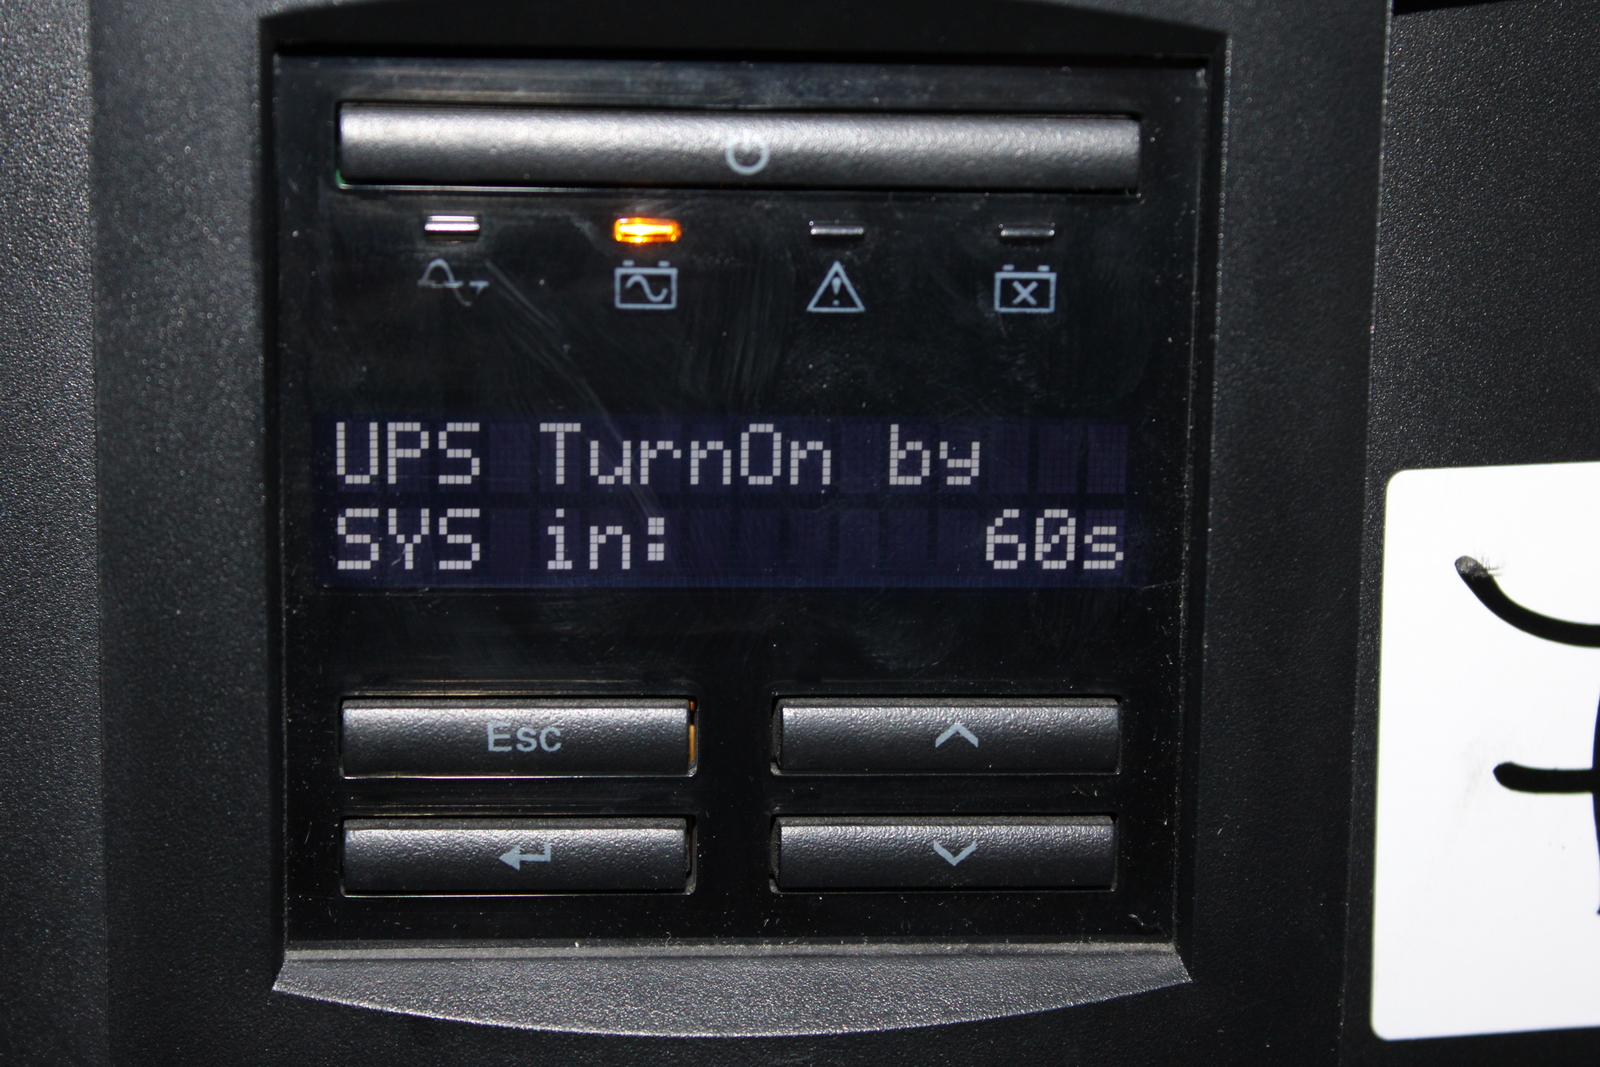 UPS TurnOn by
SYS in: 60s
Esc